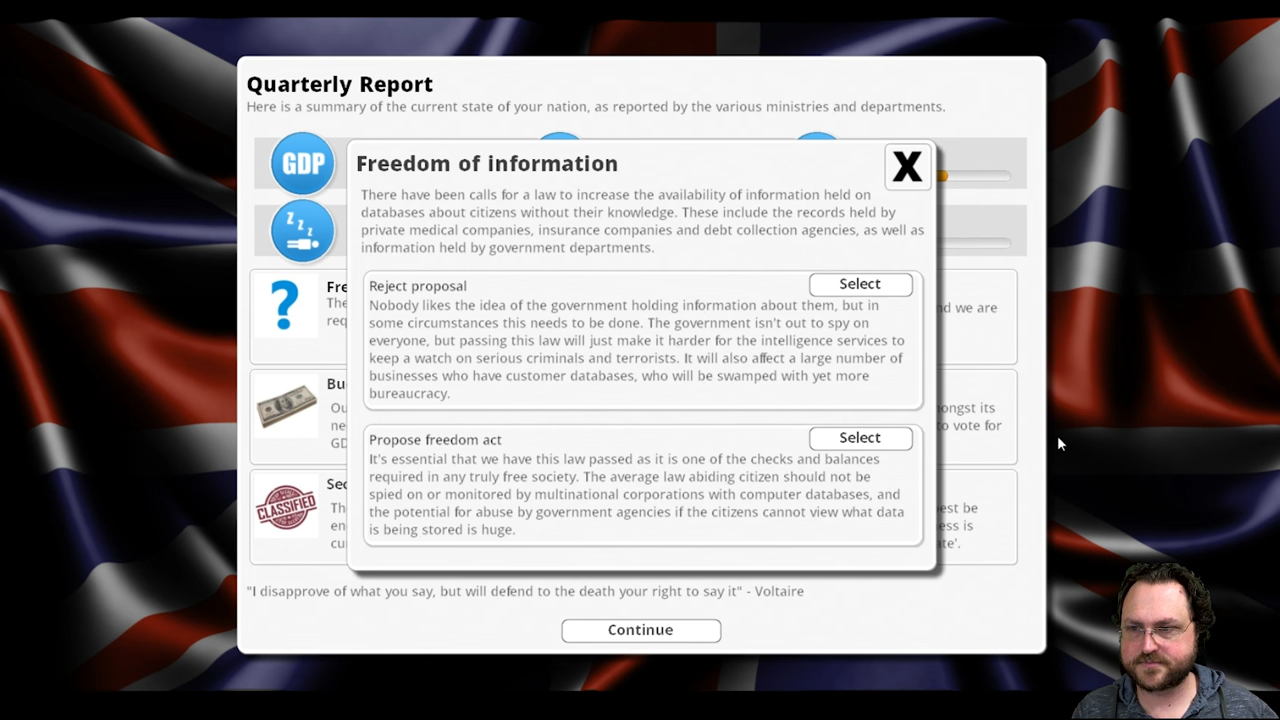 Quarterly Report
Here is a summary of the current state of your nation, as reported by the various ministries and departments.
GDP
Freedom of information
X
There have been calls for a law to increase the availability of information held on
databases about citizens without their knowledge. These include the records held by
private medical companies, insurance companies and debt collection agencies, as well as
information held by government departments.
z z z
Reject proposal
Select
Nobody likes the idea of the government holding information about them, but in
some circumstances this needs to be done. The government isn't out to spy on
everyone, but passing this law will just make it harder for the intelligence services to
keep a watch on serious criminals and terrorists. It will also affect a large number of
businesses who have customer databases, who will be swamped with yet more
bureaucracy.
Propose freedom act
Select
It's essential that we have this law passed as it is one of the checks and balances
required in any truly free society. The average law abiding citizen should not be
spied on or monitored by multinational corporations with computer databases, and
the potential for abuse by government agencies if the citizens cannot view what data
is being stored is huge.
?
Fre
The
req
nd we are
Bu
Ou
ne
GD
ongst its
to vote for
CLASSIFIED
Sec
Th
en
cu
est be
ess is
ate'.
"I disapprove of what you say, but will defend to the death your right to say it" - Voltaire
Continue